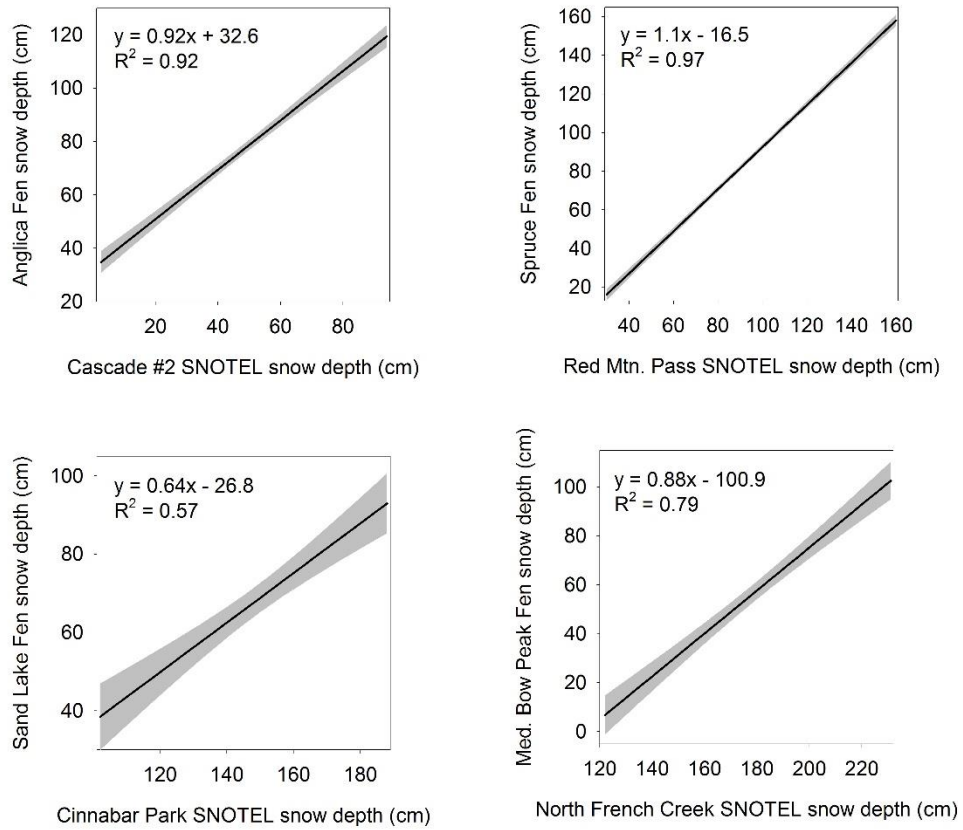 y = 0.92x + 32.6
R² = 0.92
Anglica Fen snow depth (cm)
120
100
80
60
40
20
20 40 60 80
Cascade #2 SNOTEL snow depth (cm)
y = 1.1x - 16.5
R² = 0.97
Spruce Fen snow depth (cm)
160
140
120
100
80
60
40
20
40 60 80 100 120 140 160
Red Mtn. Pass SNOTEL snow depth (cm)
y = 0.64x - 26.8
R² = 0.57
Sand Lake Fen snow depth (cm)
100
80
60
40
120 140 160 180
Cinnabar Park SNOTEL snow depth (cm)
y = 0.88x - 100.9
R² = 0.79
Med. Bow Peak Fen snow depth (cm)
100
80
60
40
20
0
120 140 160 180 200 220
North French Creek SNOTEL snow depth (cm)